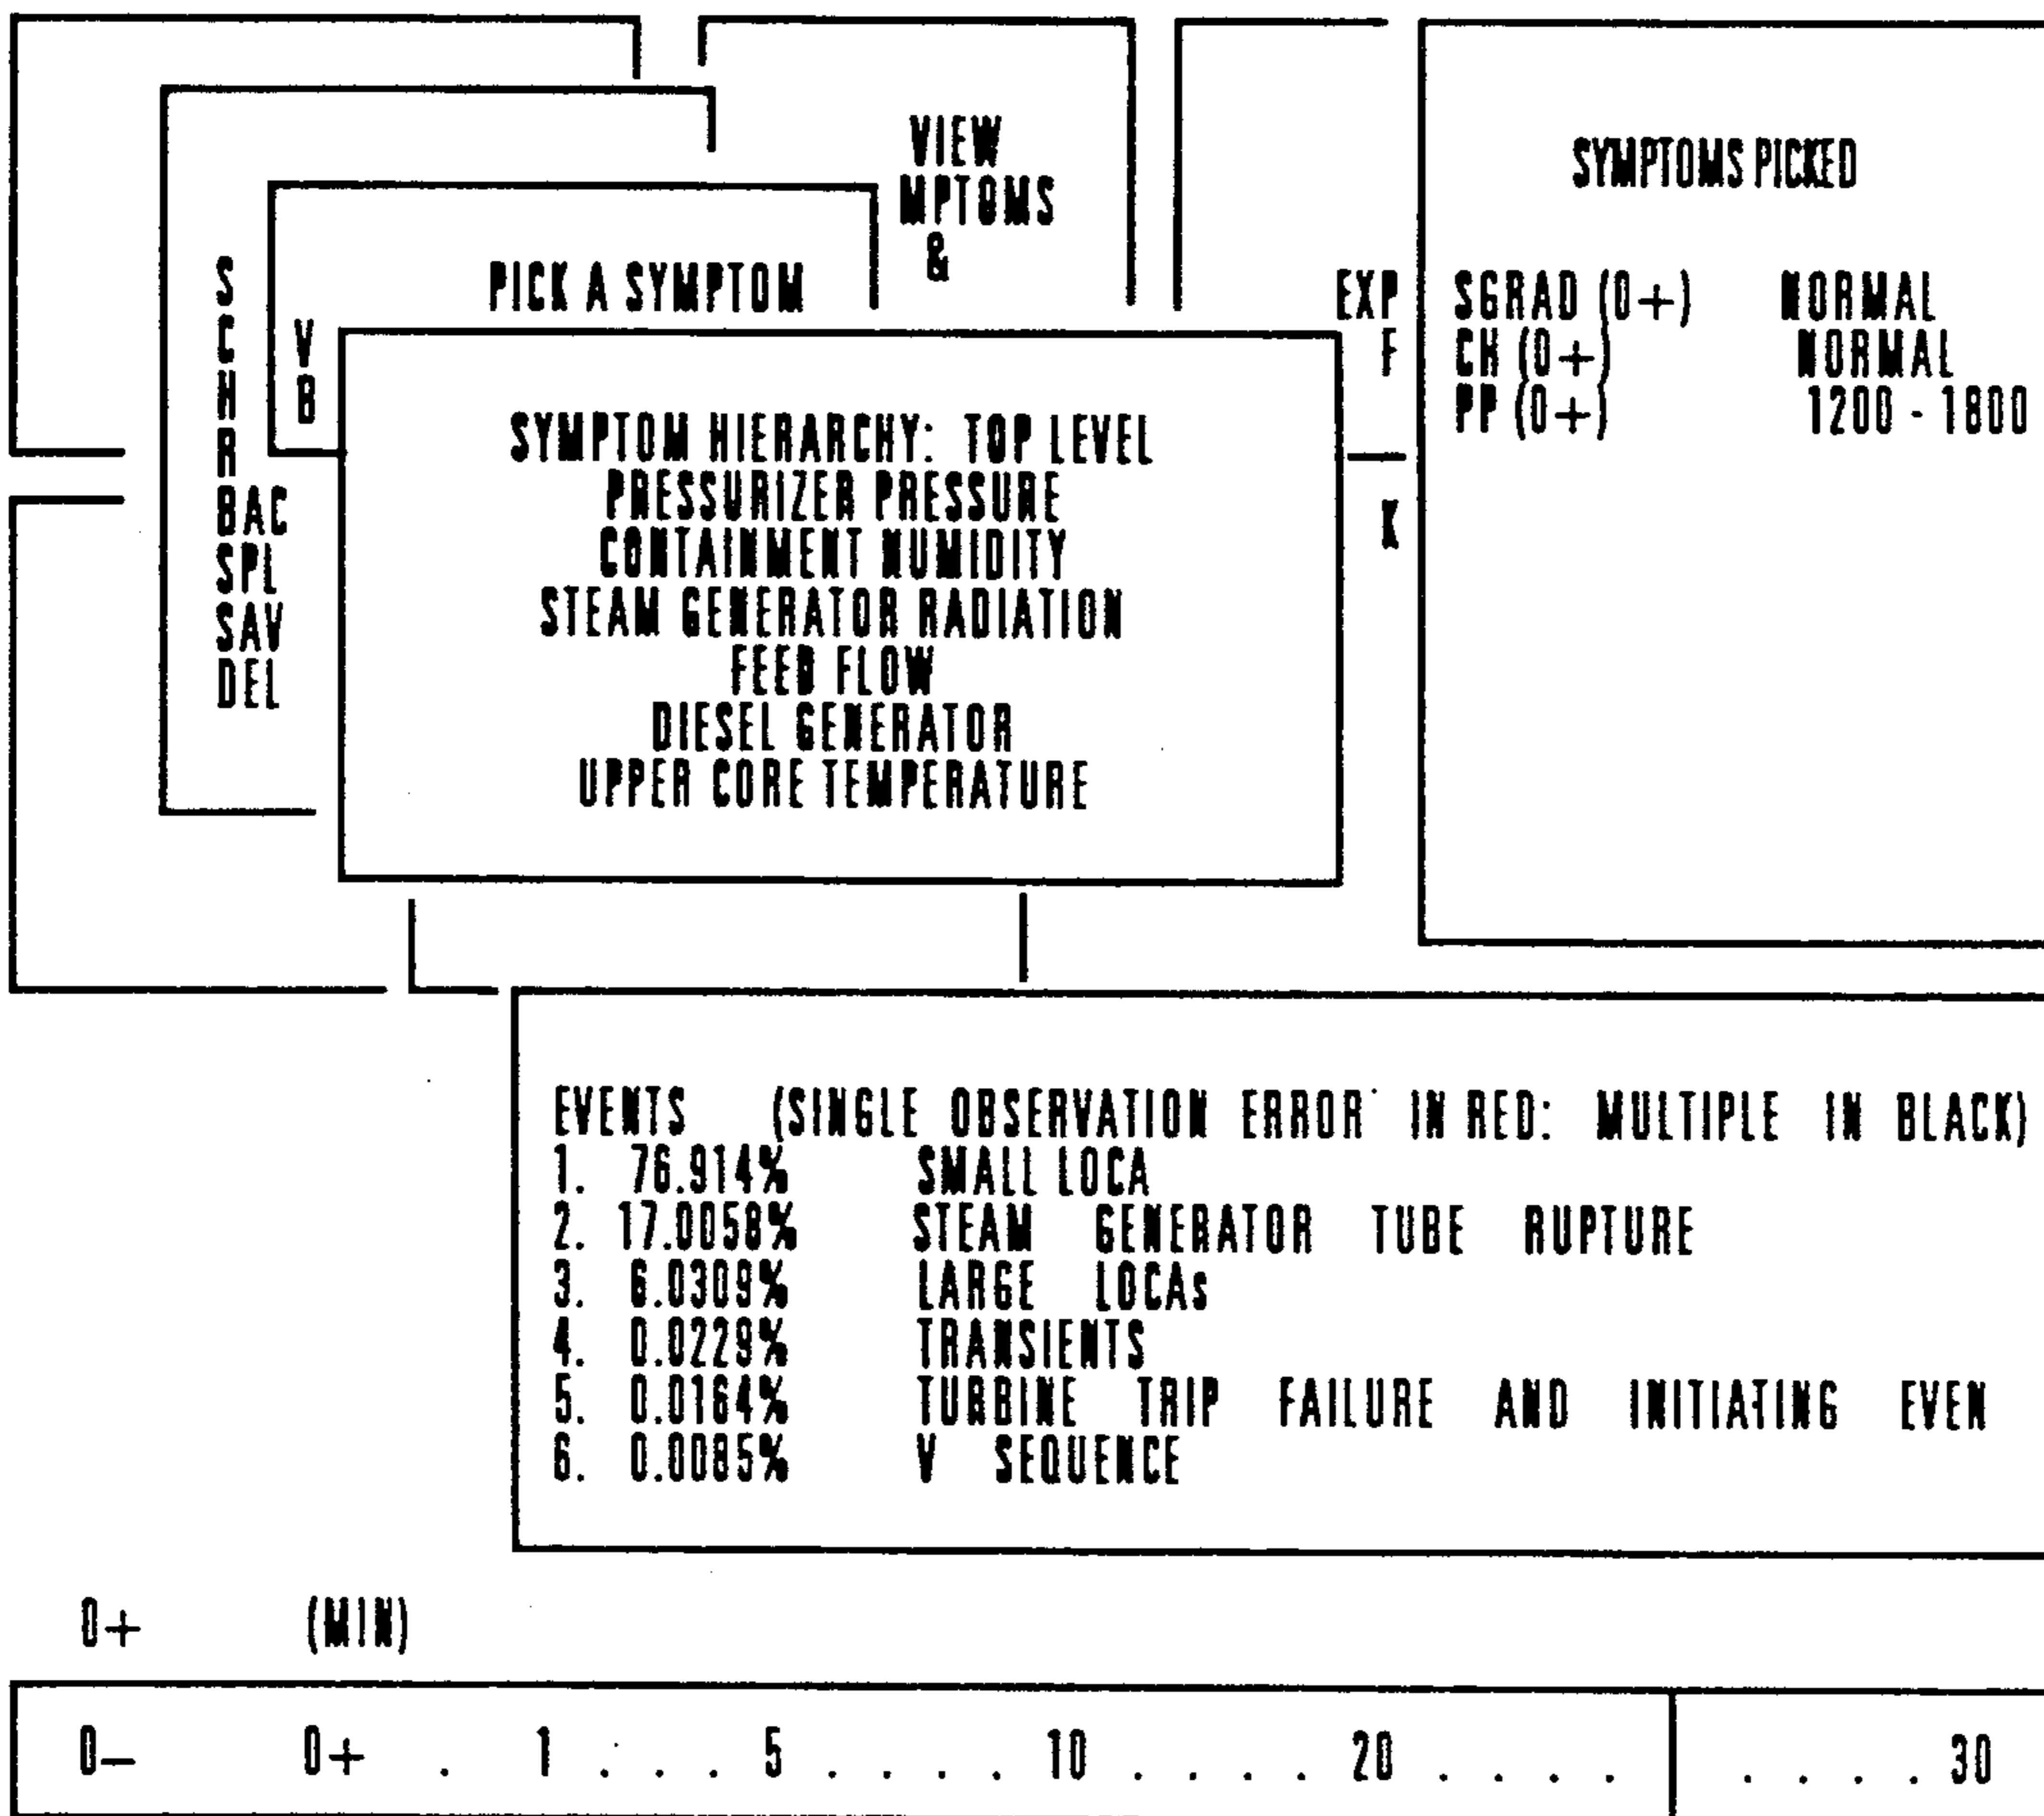 VIEW
MPTOMS
&
PICK A SYMPTOM
S
C
H
R
BAC
SPL
SAV
DEL
V
B
SYMPTOM HIERARCHY: TOP LEVEL
PRESSURIZER PRESSURE
CONTAINMENT NUMIDITY
STEAM GENERATOR RADIATION
FEED FLOW
DIESEL GENERATOR
UPPER CORE TEMPERATURE
EXP
F
K
SYMPTOMS PICKED
SGRAD (0+) NORMAL
CH (0+) NORMAL
PP (0+) 1200 - 1800
EVENTS (SINGLE OBSERVATION ERROR IN RED: MULTIPLE IN BLACK)
1. 76.914% SMALL LOCA
2. 17.0058% STEAM GENERATOR TUBE RUPTURE
3. 6.0309% LARGE LOCAs
4. 0.0229% TRANSIENTS
5. 0.0164% TURBINE TRIP FAILURE AND INITIATING EVEN
6. 0.0085% V SEQUENCE
0+ (MIN)
0− 0+ . 1 . . . 5 . . . . 10 . . . . 20 . . . . . . . . 30